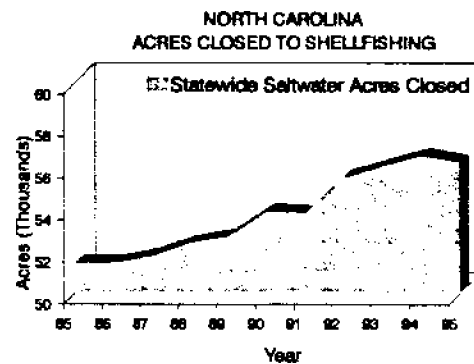 NORTH CAROLINA
ACRES CLOSED TO SHELLFISHING
Statewide Saltwater Acres Closed
60
58
56
54
52
50
Acres (Thousands)
85 86 87 88 89 90 91 92 93 94 95
Year